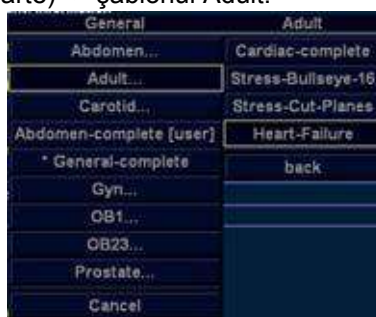 šablonu Adult.
General
Abdomen...
Adult...
Carotid...
Abdomen-complete [user]
* General-complete
Gyn...
OB1...
OB23...
Prostate...
Cancel
Adult
Cardiac-complete
Stress-Bullseye-16
Stress-Cut-Planes
Heart-Failure
back